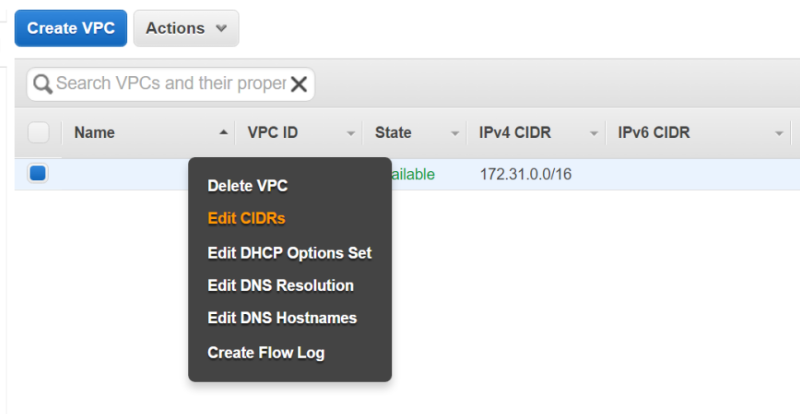 Create VPC Actions
Search VPCs and their proper
Name VPC ID State IPv4 CIDR IPv6 CIDR
ailable 172.31.0.0/16
Delete VPC
Edit CIDRs
Edit DHCP Options Set
Edit DNS Resolution
Edit DNS Hostnames
Create Flow Log